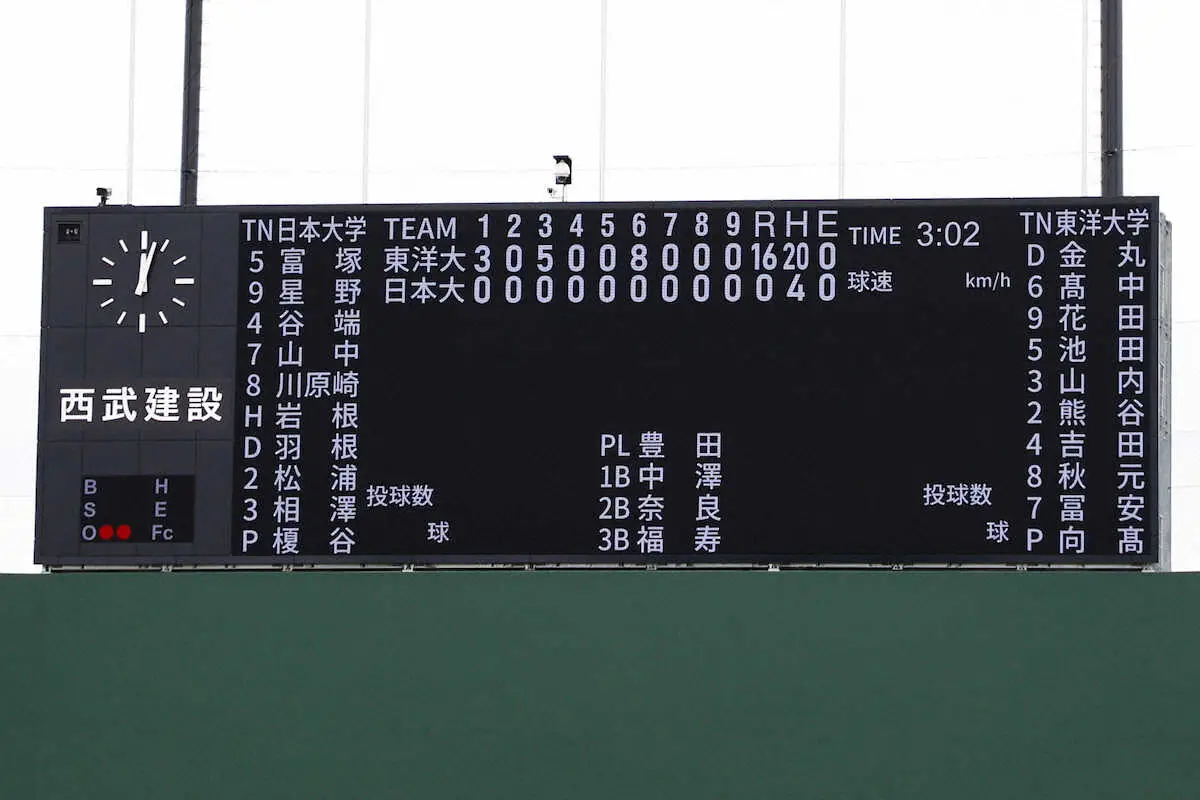 TN日本大学
5 富塚
9 星野
4 谷端
7 山中
8 川原崎
H 岩根
D 羽根
2 松浦
3 相澤
P 榎谷
西武建設
B H
S E
O Fc
TEAM 1 2 3 4 5 6 7 8 9 R H E
東洋大 3 0 5 0 0 8 0 0 0 16 20 0
日本大 0 0 0 0 0 0 0 0 0 0 4 0
TIME 3:02
球速 km/h
PL 豊田
1B 中澤
2B 奈良
3B 福寿
投球数
球
投球数
球
TN東洋大学
D 金丸
6 髙中
9 花田
5 池田
3 山内
2 熊谷
4 吉田
8 秋元
7 冨安
P 向髙